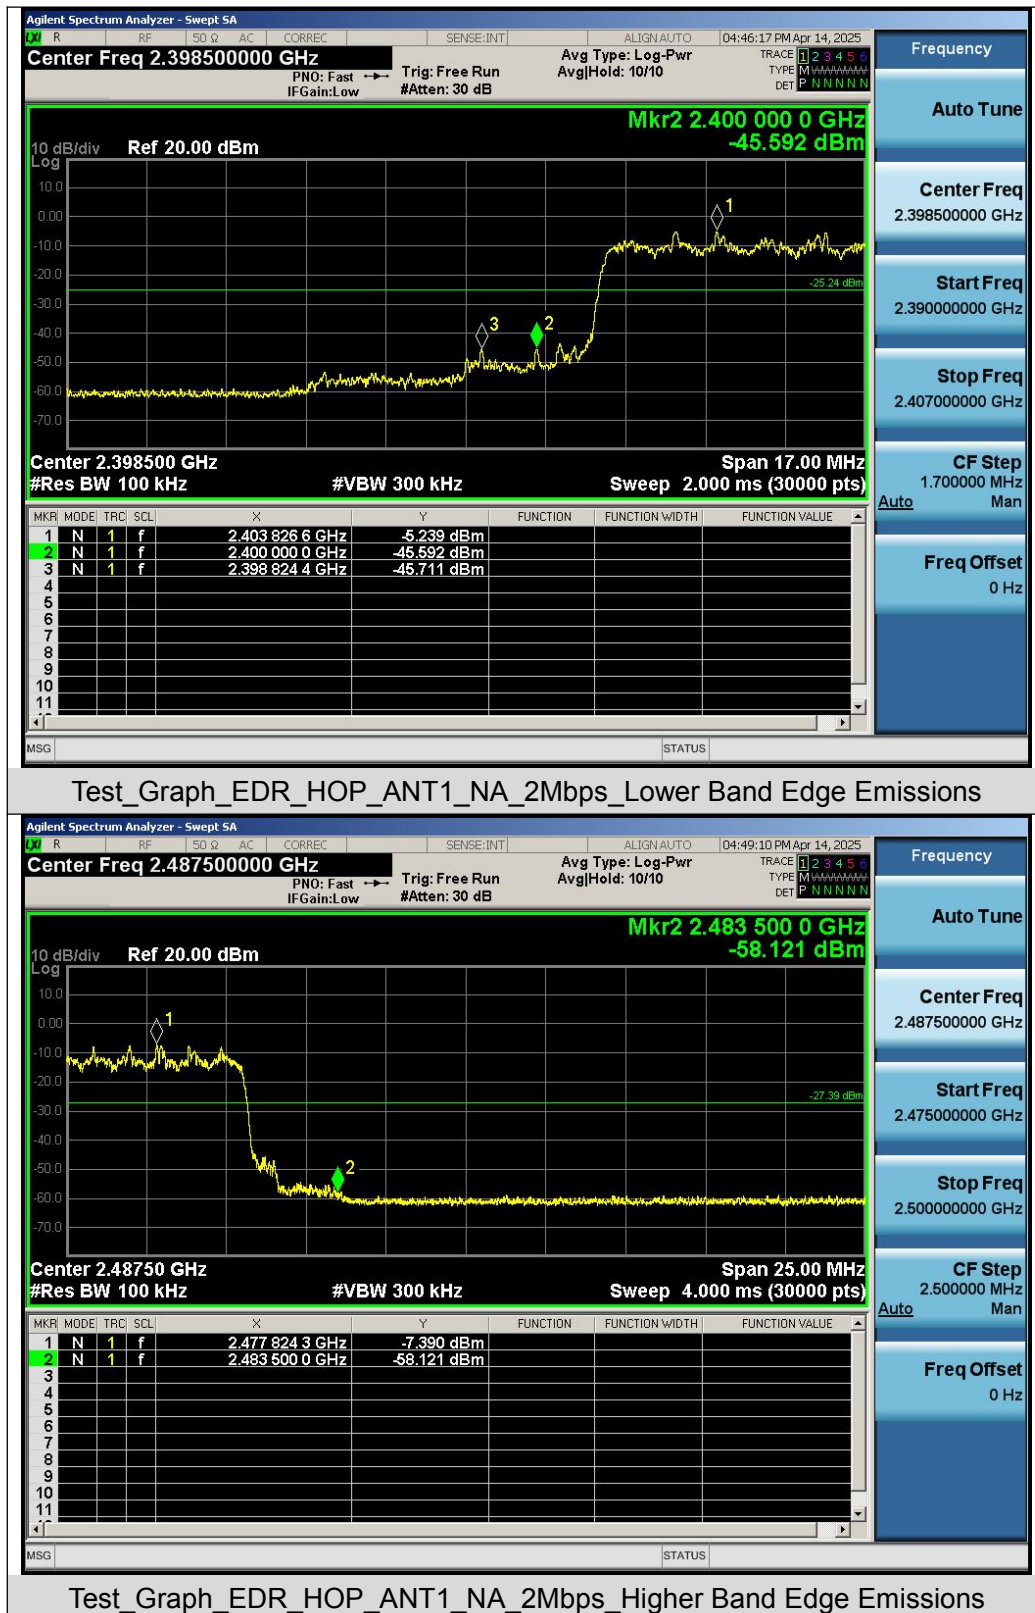 Agilent Spectrum Analyzer - Swept SA
LXI R RF 50 Ω AC CORREC SENSE:INT ALIGN AUTO 04:46:17 PM Apr 14, 2025
Center Freq 2.398500000 GHz Avg Type: Log-Pwr TRACE 1 2 3 4 5 6
PNO: Fast Trig: Free Run Avg|Hold: 10/10 TYPE M
IFGain:Low #Atten: 30 dB DET P N N N N N
Frequency
Auto Tune
Center Freq
2.398500000 GHz
Start Freq
2.390000000 GHz
Stop Freq
2.407000000 GHz
CF Step
1.700000 MHz
Auto Man
Freq Offset
0 Hz
Mkr2 2.400 000 0 GHz
10 dB/div Ref 20.00 dBm -45.592 dBm
Log
10.0
0.00
-10.0
-20.0
-30.0
-40.0
-50.0
-60.0
-70.0
1
2
3
-25.24 dBm
Center 2.398500 GHz Span 17.00 MHz
#Res BW 100 kHz #VBW 300 kHz Sweep 2.000 ms (30000 pts)
MKR MODE TRC SCL X Y FUNCTION FUNCTION WIDTH FUNCTION VALUE
1 N 1 f 2.403 826 6 GHz -5.239 dBm
2 N 1 f 2.400 000 0 GHz -45.592 dBm
3 N 1 f 2.398 824 4 GHz -45.711 dBm
4
5
6
7
8
9
10
11
MSG STATUS
Test_Graph_EDR_HOP_ANT1_NA_2Mbps_Lower Band Edge Emissions
Agilent Spectrum Analyzer - Swept SA
LXI R RF 50 Ω AC CORREC SENSE:INT ALIGN AUTO 04:49:10 PM Apr 14, 2025
Center Freq 2.487500000 GHz Avg Type: Log-Pwr TRACE 1 2 3 4 5 6
PNO: Fast Trig: Free Run Avg|Hold: 10/10 TYPE M
IFGain:Low #Atten: 30 dB DET P N N N N N
Frequency
Auto Tune
Center Freq
2.487500000 GHz
Start Freq
2.475000000 GHz
Stop Freq
2.500000000 GHz
CF Step
2.500000 MHz
Auto Man
Freq Offset
0 Hz
Mkr2 2.483 500 0 GHz
10 dB/div Ref 20.00 dBm -58.121 dBm
Log
10.0
0.00
-10.0
-20.0
-30.0
-40.0
-50.0
-60.0
-70.0
1
2
-27.39 dBm
Center 2.48750 GHz Span 25.00 MHz
#Res BW 100 kHz #VBW 300 kHz Sweep 4.000 ms (30000 pts)
MKR MODE TRC SCL X Y FUNCTION FUNCTION WIDTH FUNCTION VALUE
1 N 1 f 2.477 824 3 GHz -7.390 dBm
2 N 1 f 2.483 500 0 GHz -58.121 dBm
3
4
5
6
7
8
9
10
11
MSG STATUS
Test_Graph_EDR_HOP_ANT1_NA_2Mbps_Higher Band Edge Emissions